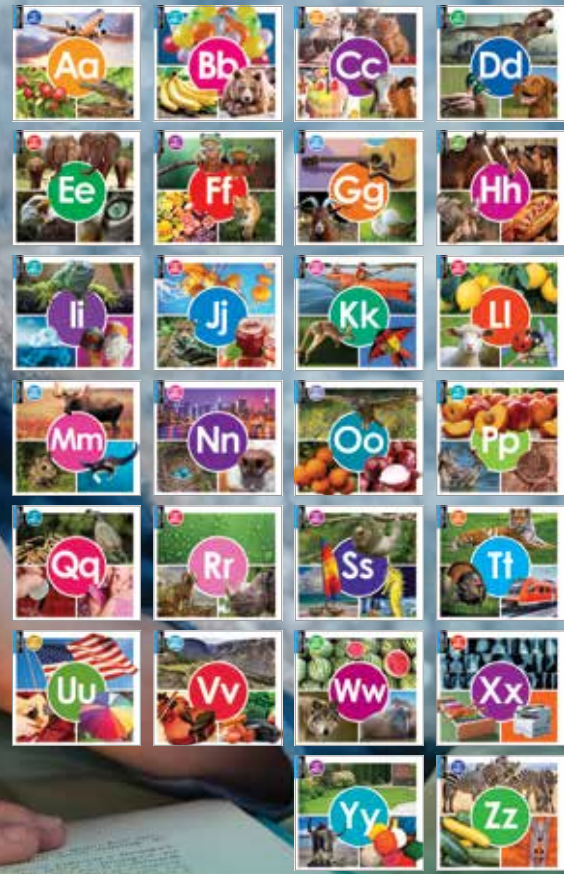 Aa Bb Cc Dd
Ee Ff Gg Hh
Ii Jj Kk Ll
Mm Nn Oo Pp
Qq Rr Ss Tt
Uu Vv Ww Xx
Yy Zz